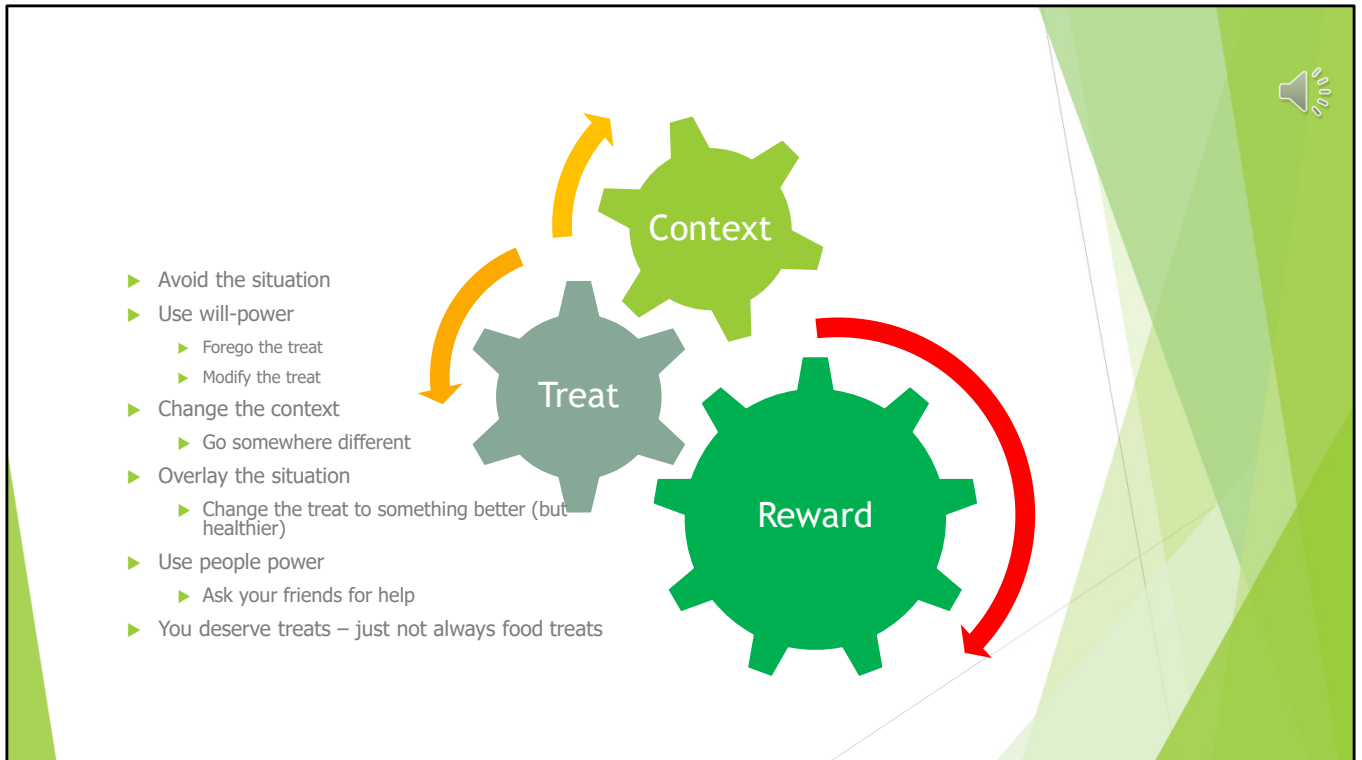 Context
Treat
Reward
Avoid the situation
Use will-power
Forego the treat
Modify the treat
Change the context
Go somewhere different
Overlay the situation
Change the treat to something better (but
healthier)
Use people power
Ask your friends for help
You deserve treats – just not always food treats